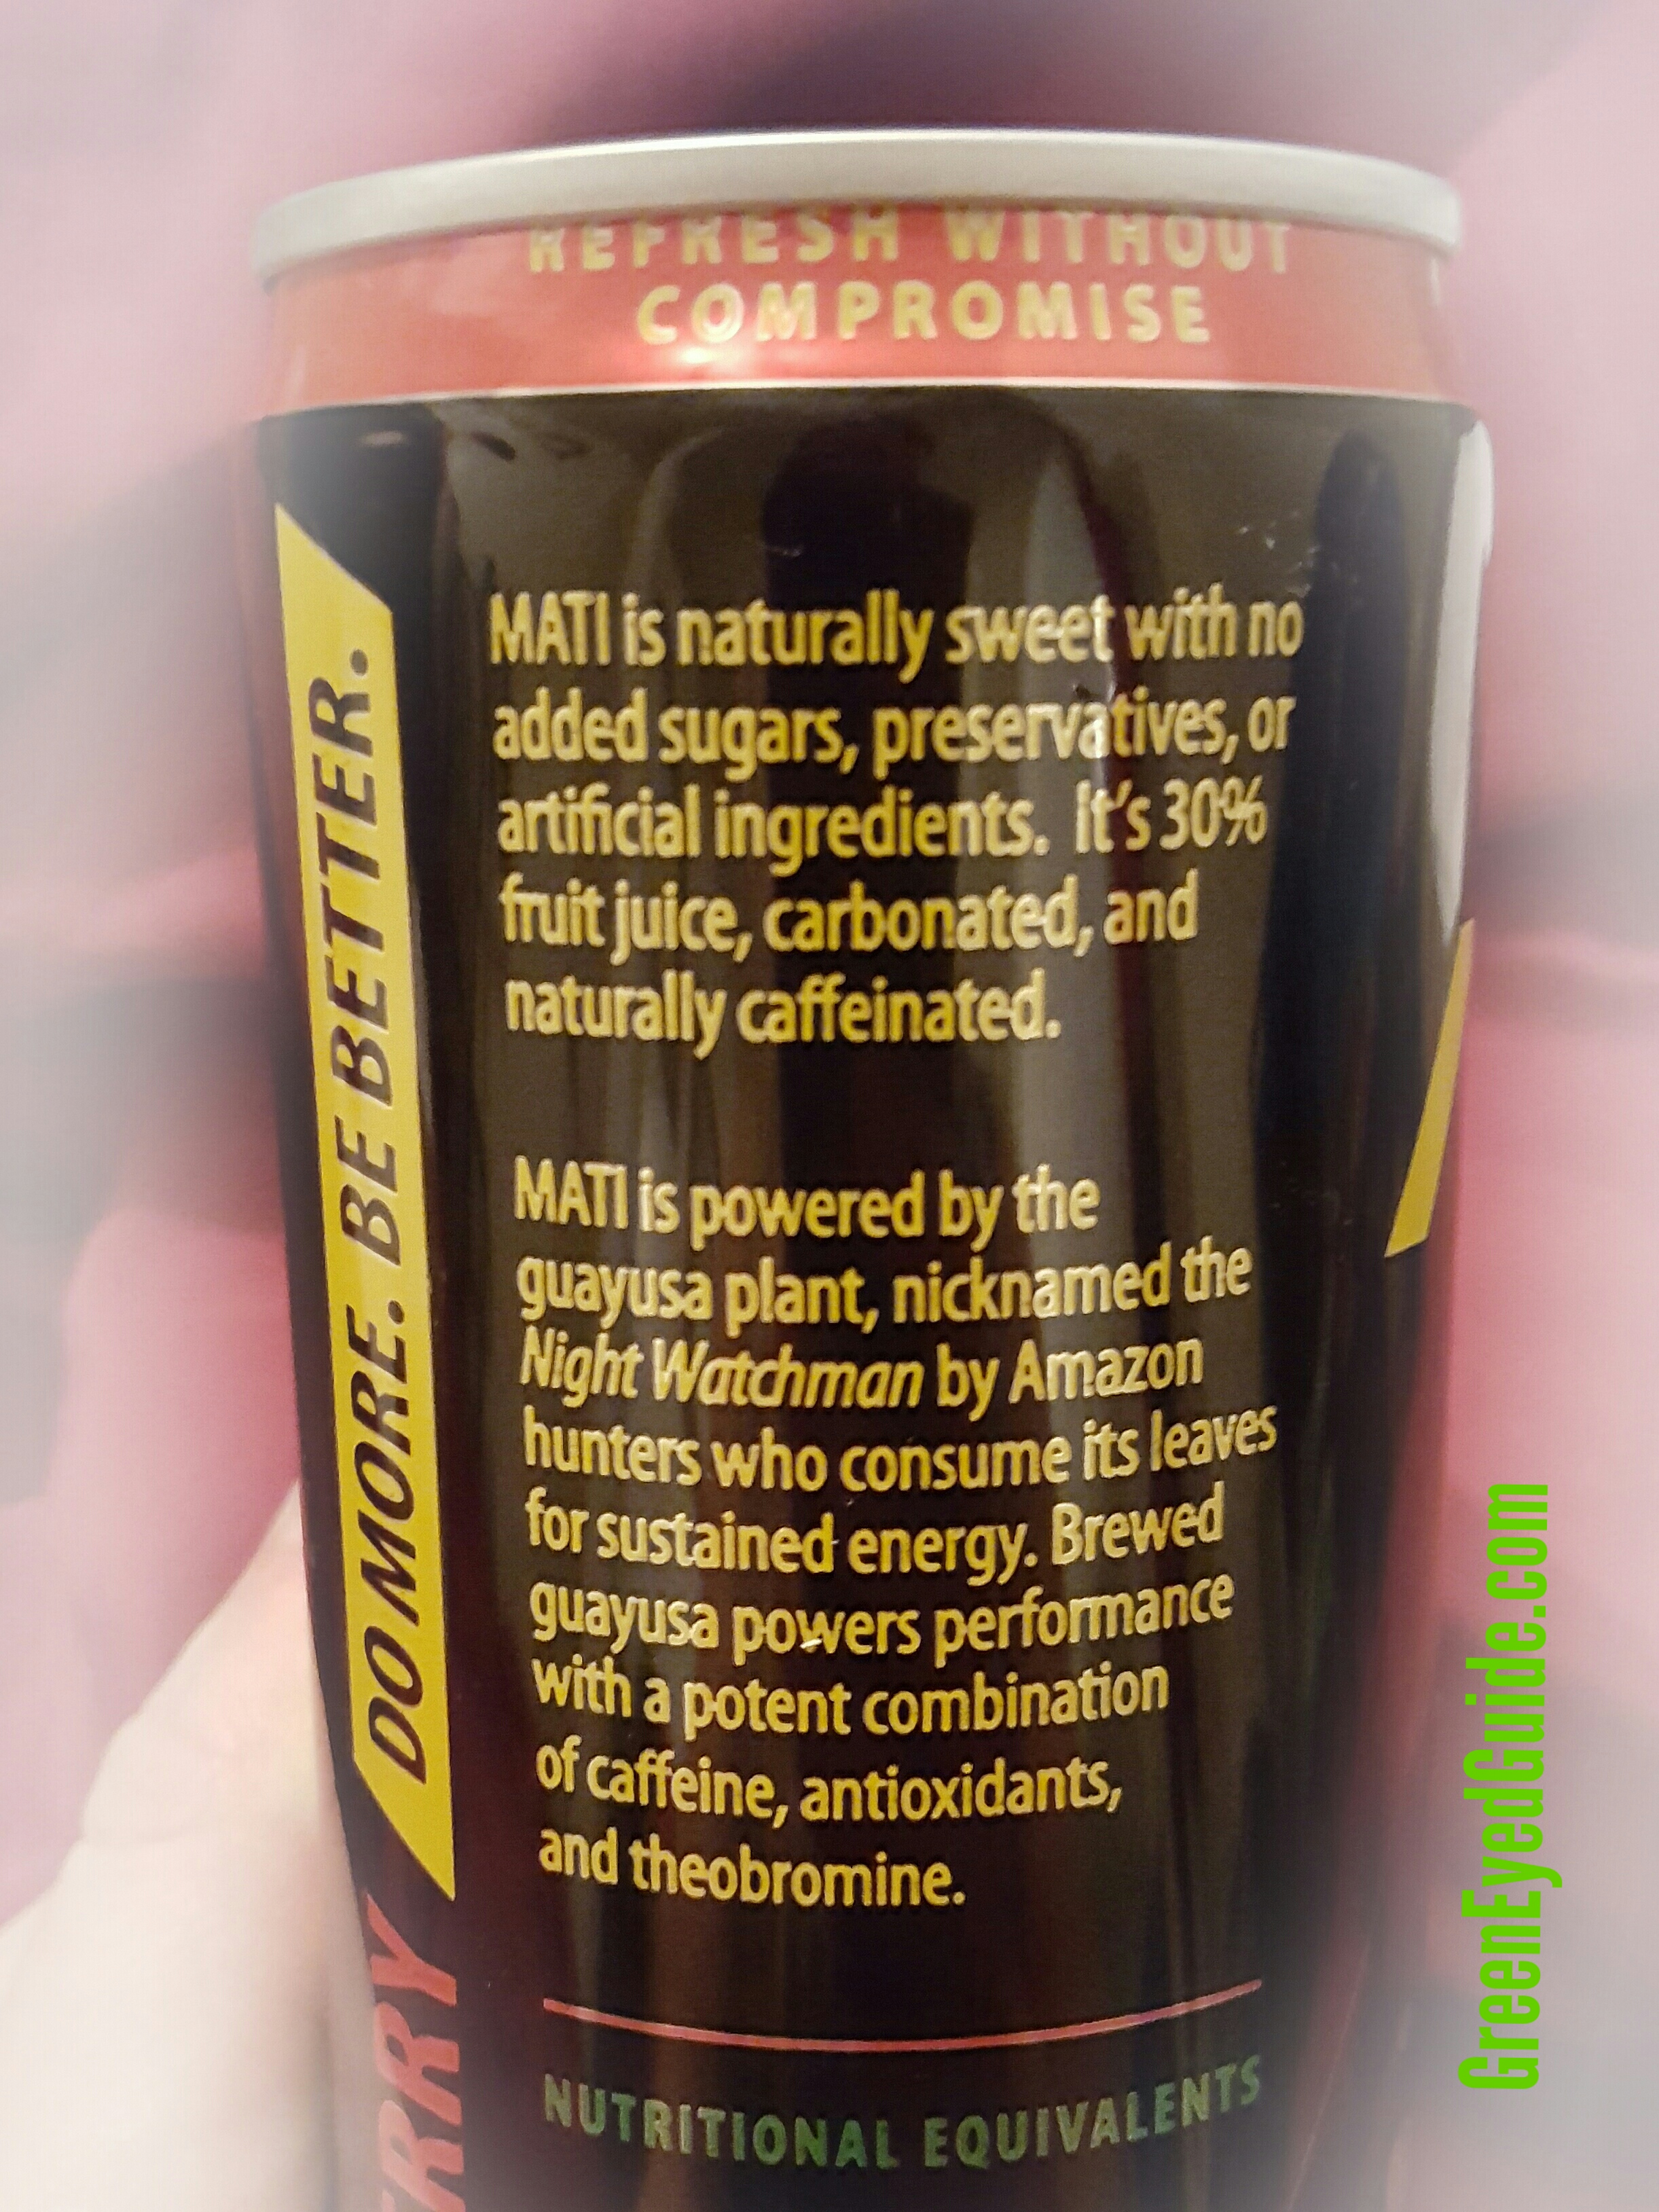 REFRESH WITHOUT
COMPROMISE
DO MORE. BE BETTER.
MATI is naturally sweet with no
added sugars, preservatives, or
artificial ingredients. It's 30%
fruit juice, carbonated, and
naturally caffeinated.
MATI is powered by the
guayusa plant, nicknamed the
Night Watchman by Amazon
hunters who consume its leaves
for sustained energy. Brewed
guayusa powers performance
with a potent combination
of caffeine, antioxidants,
and theobromine.
NUTRITIONAL EQUIVALENTS
GreenEyedGuide.com